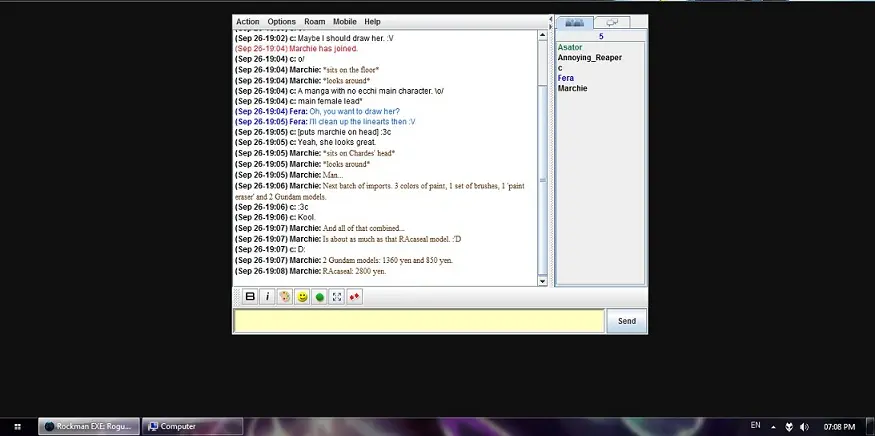 Action Options Roam Mobile Help
(Sep 26-19:02) c: Maybe I should draw her. :\/
(Sep 26-19:04) Marchie has joined.
(Sep 26-19:04) c: o/
(Sep 26-19:04) Marchie: *sits on the floor*
(Sep 26-19:04) Marchie: *looks around*
(Sep 26-19:04) c: A manga with no ecchi main character. \o/
(Sep 26-19:04) c: main female lead*
(Sep 26-19:04) Fera: Oh, you want to draw her?
(Sep 26-19:05) Fera: I'll clean up the linearts then :\/
(Sep 26-19:05) c: [puts marchie on head] :3c
(Sep 26-19:05) c: Yeah, she looks great.
(Sep 26-19:05) Marchie: *sits on Chardes' head*
(Sep 26-19:05) Marchie: *looks around*
(Sep 26-19:05) Marchie: Man...
(Sep 26-19:06) Marchie: Next batch of imports. 3 colors of paint, 1 set of brushes, 1 'paint
eraser' and 2 Gundam models.
(Sep 26-19:06) c: :3c
(Sep 26-19:06) c: Kool.
(Sep 26-19:07) Marchie: And all of that combined...
(Sep 26-19:07) Marchie: Is about as much as that RAcaseal model. :'D
(Sep 26-19:07) c: D:
(Sep 26-19:07) Marchie: 2 Gundam models: 1360 yen and 850 yen.
(Sep 26-19:08) Marchie: RAcaseal: 2800 yen.
5
Asator
Annoying_Reaper
c
Fera
Marchie
B i
Send
Rockman EXE: Rogu... Computer
EN 07:08 PM